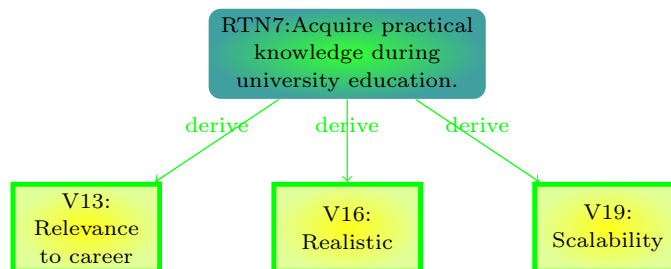 RTN7:Acquire practical
knowledge during
university education.
derive derive derive
V13:
Relevance
to career
V16:
Realistic
V19:
Scalability